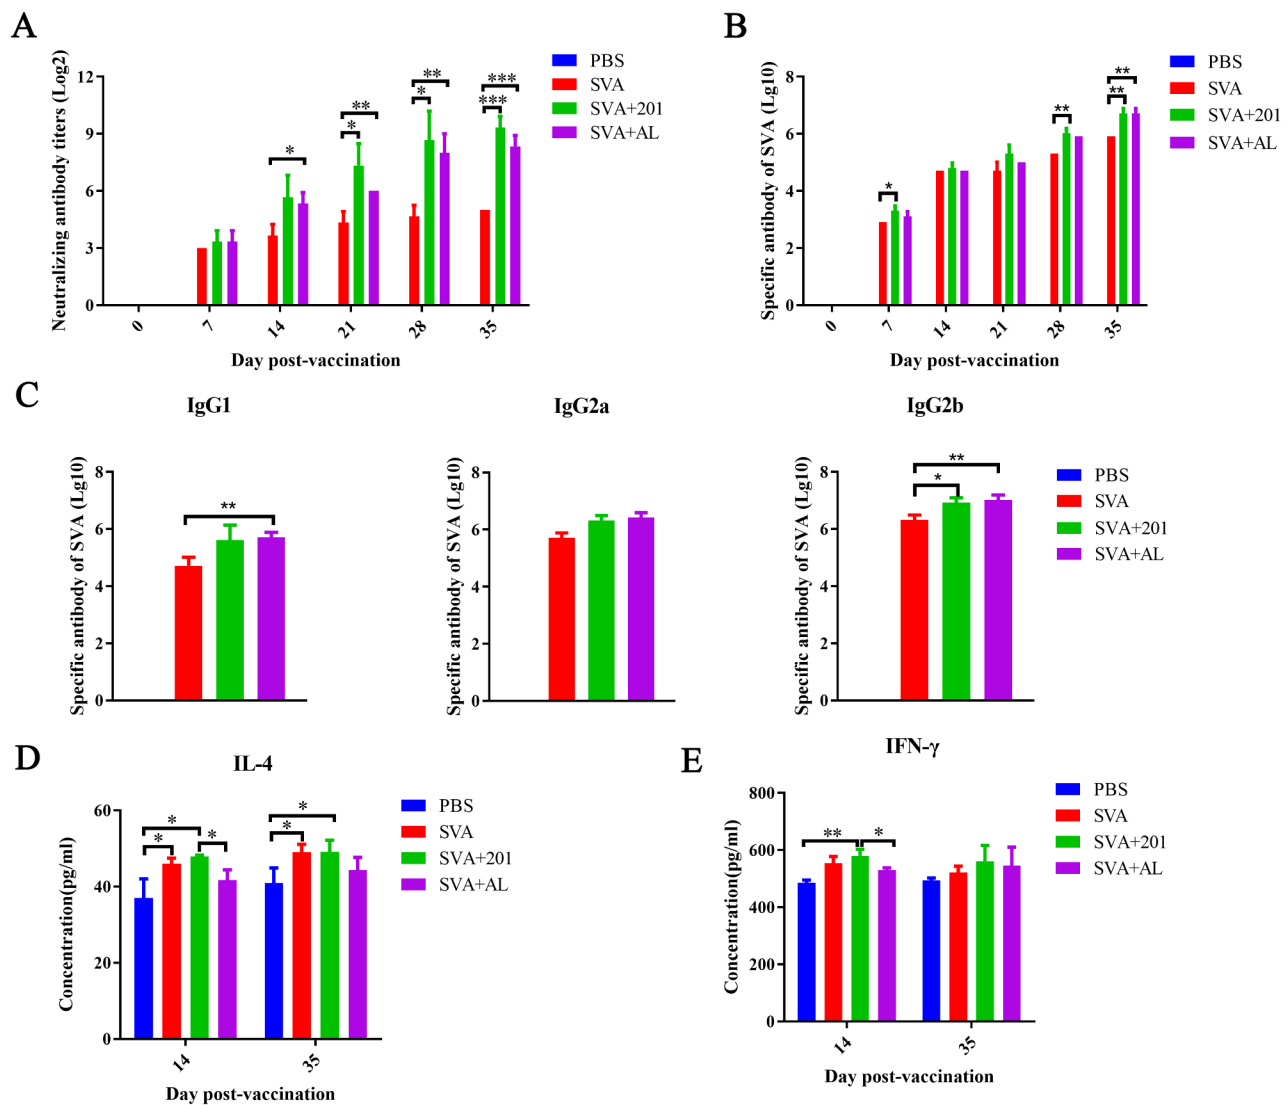 A
Neutralizing antibody titers (Log2)
12
9
6
3
0
*
**
*
**
*
***
***
0
7
14
21
28
35
Day post-vaccination
PBS
SVA
SVA+201
SVA+AL
B
Specific antibody of SVA (Lg10)
8
6
4
2
0
*
**
**
**
0
7
14
21
28
35
Day post-vaccination
PBS
SVA
SVA+201
SVA+AL
C
IgG1
Specific antibody of SVA (Lg10)
8
6
4
2
0
**
IgG2a
Specific antibody of SVA (Lg10)
8
6
4
2
0
IgG2b
Specific antibody of SVA (Lg10)
8
6
4
2
0
**
*
PBS
SVA
SVA+201
SVA+AL
D
IL-4
Concentration(pg/ml)
60
40
20
0
*
*
*
*
*
14
35
Day post-vaccination
PBS
SVA
SVA+201
SVA+AL
E
IFN-γ
Concentration(pg/ml)
800
600
400
200
0
**
*
14
35
Day post-vaccination
PBS
SVA
SVA+201
SVA+AL